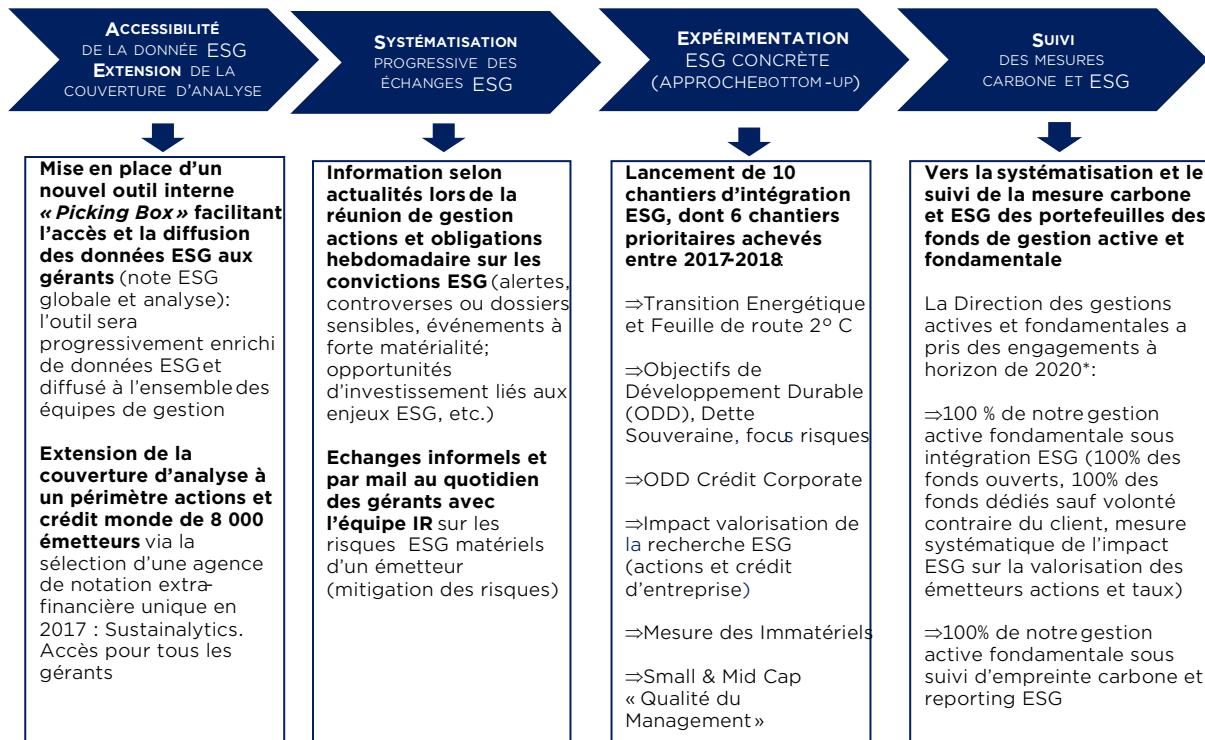 ACCESSIBILITÉ
DE LA DONNÉE ESG
EXTENSION DE LA
COUVERTURE D'ANALYSE
SYSTÉMATISATION
PROGRESSIVE DES
ÉCHANGES ESG
EXPÉRIMENTATION
ESG CONCRÈTE
(APPROCHEBOTTOM-UP)
SUIVI
DES MESURES
CARBONE ET ESG
Mise en place d'un
nouvel outil interne
« Picking Box » facilitant
l'accès et la diffusion
des données ESG aux
gérants (note ESG
globale et analyse):
l'outil sera
progressivement enrichi
de données ESG et
diffusé à l'ensemble des
équipes de gestion
Extension de la
couverture d'analyse à
un périmètre actions et
crédit monde de 8 000
émetteurs via la
sélection d'une agence
de notation extra-
financière unique en
2017 : Sustainalytics.
Accès pour tous les
gérants
Information selon
actualités lors de la
réunion de gestion
actions et obligations
hebdomadaire sur les
convictions ESG (alertes,
controverses ou dossiers
sensibles, événements à
forte matérialité;
opportunités
d'investissement liés aux
enjeux ESG, etc.)
Echanges informels et
par mail au quotidien
des gérants avec
l'équipe IR sur les
risques ESG matériels
d'un émetteur
(mitigation des risques)
Lancement de 10
chantiers d'intégration
ESG, dont 6 chantiers
prioritaires achevés
entre 2017-2018:
⇒Transition Energétique
et Feuille de route 2° C
⇒Objectifs de
Développement Durable
(ODD), Dette
Souveraine, focus risques
⇒ODD Crédit Corporate
⇒Impact valorisation de
la recherche ESG
(actions et crédit
d'entreprise)
⇒Mesure des Immatériels
⇒Small & Mid Cap
« Qualité du
Management »
Vers la systématisation et le
suivi de la mesure carbone
et ESG des portefeuilles des
fonds de gestion active et
fondamentale
La Direction des gestions
actives et fondamentales a
pris des engagements à
horizon de 2020*:
⇒100 % de notre gestion
active fondamentale sous
intégration ESG (100% des
fonds ouverts, 100% des
fonds dédiés sauf volonté
contraire du client, mesure
systématique de l'impact
ESG sur la valorisation des
émetteurs actions et taux)
⇒100% de notre gestion
active fondamentale sous
suivi d'empreinte carbone et
reporting ESG